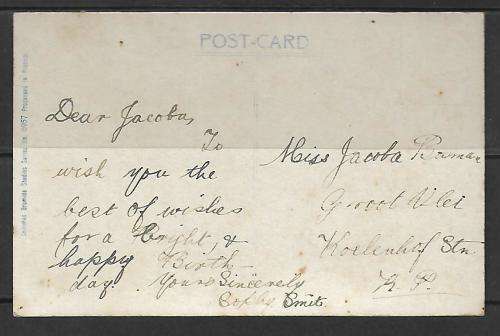 POST-CARD
Dear Jacoba,
To
wish you the
best of wishes
for a bright, &
happy Birth-
day.
Yours Sincerely
Smit.
Miss Jacoba
Groot Vlei
Koelenhof Stn.